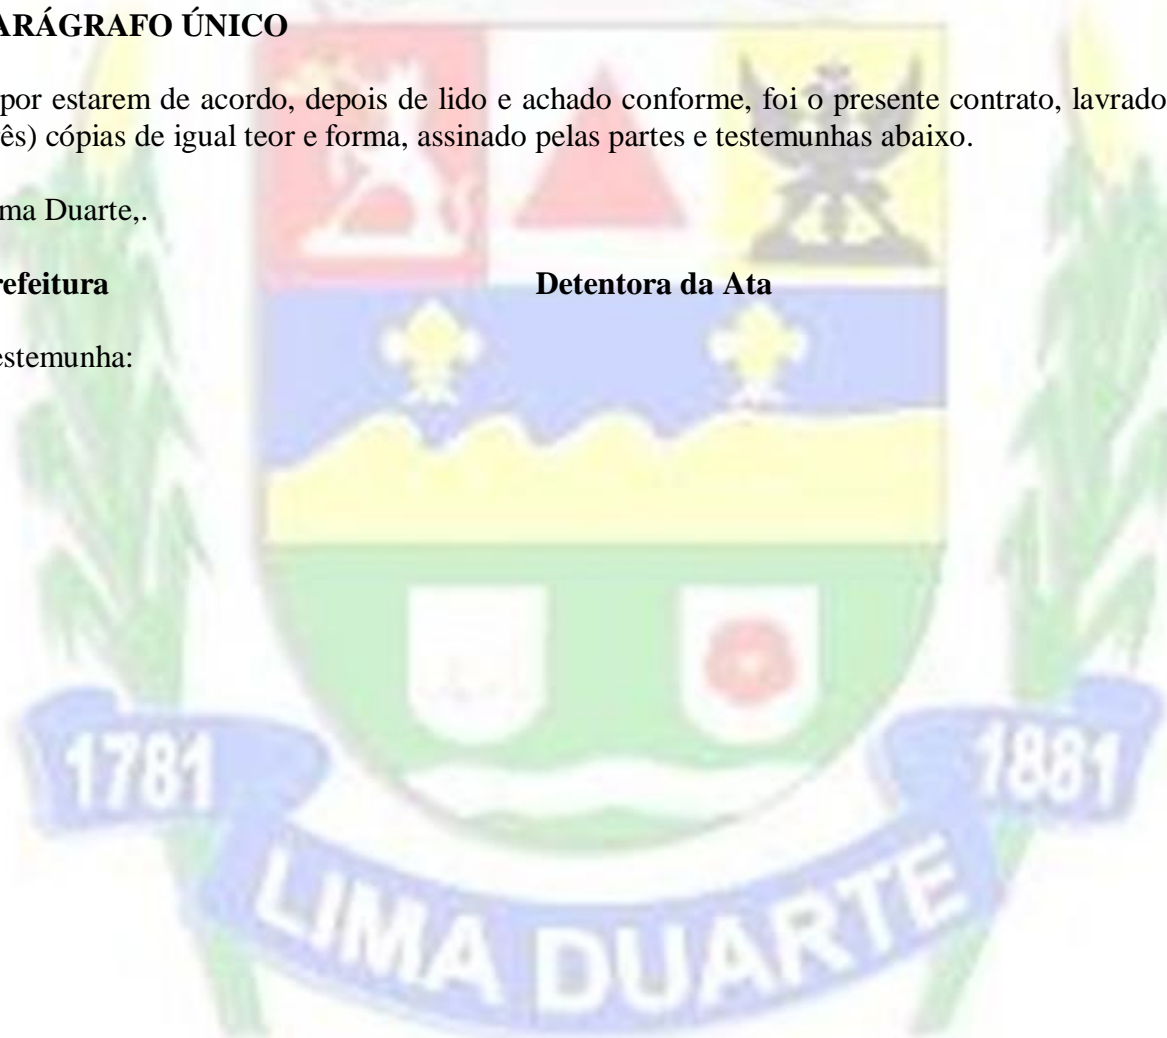 ARÁGRAFO ÚNICO
por estarem de acordo, depois de lido e achado conforme, foi o presente contrato, lavrado
ês) cópias de igual teor e forma, assinado pelas partes e testemunhas abaixo.
ma Duarte,.
refeitura Detentora da Ata
estemunha:
1781 1881
LIMA DUARTE